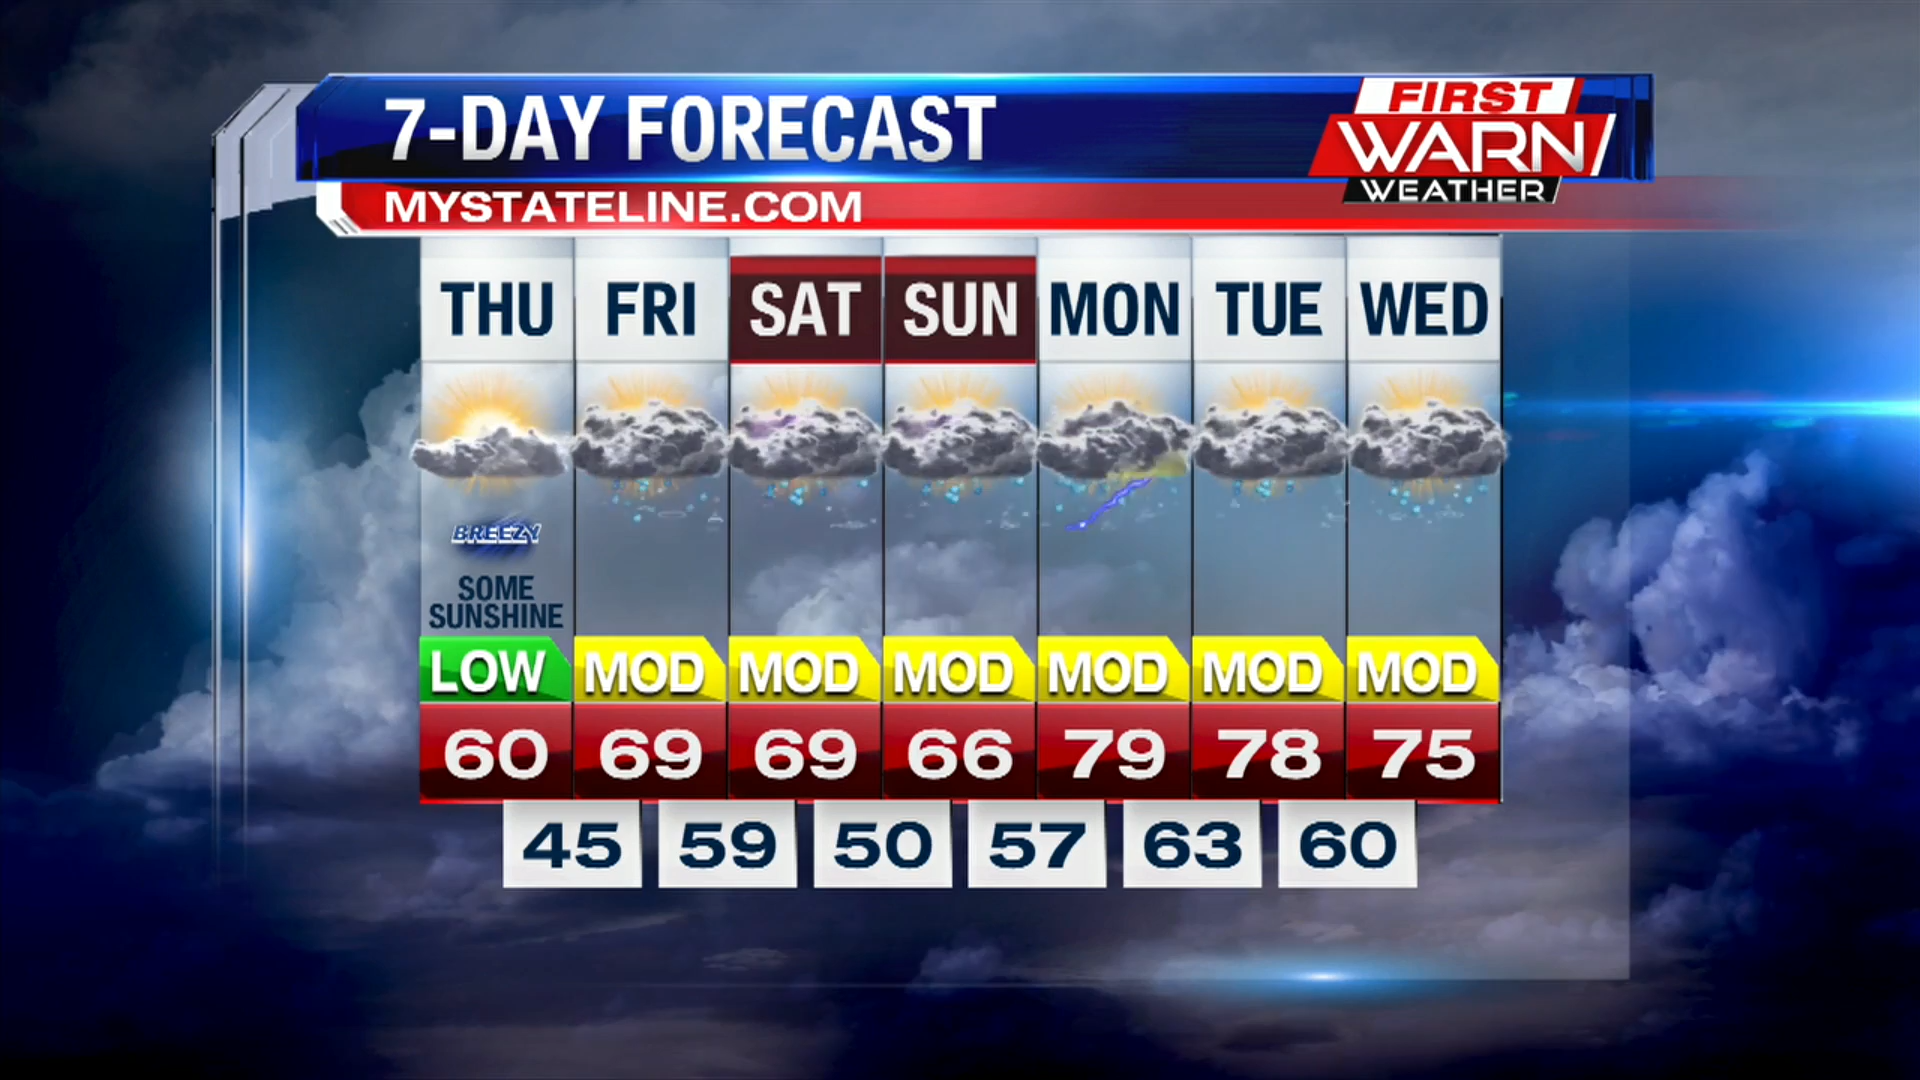 7-DAY FORECAST
FIRST
WARN
WEATHER
MYSTATELINE.COM
THU FRI SAT SUN MON TUE WED
BREEZY
SOME
SUNSHINE
LOW MOD MOD MOD MOD MOD MOD
60 69 69 66 79 78 75
45 59 50 57 63 60